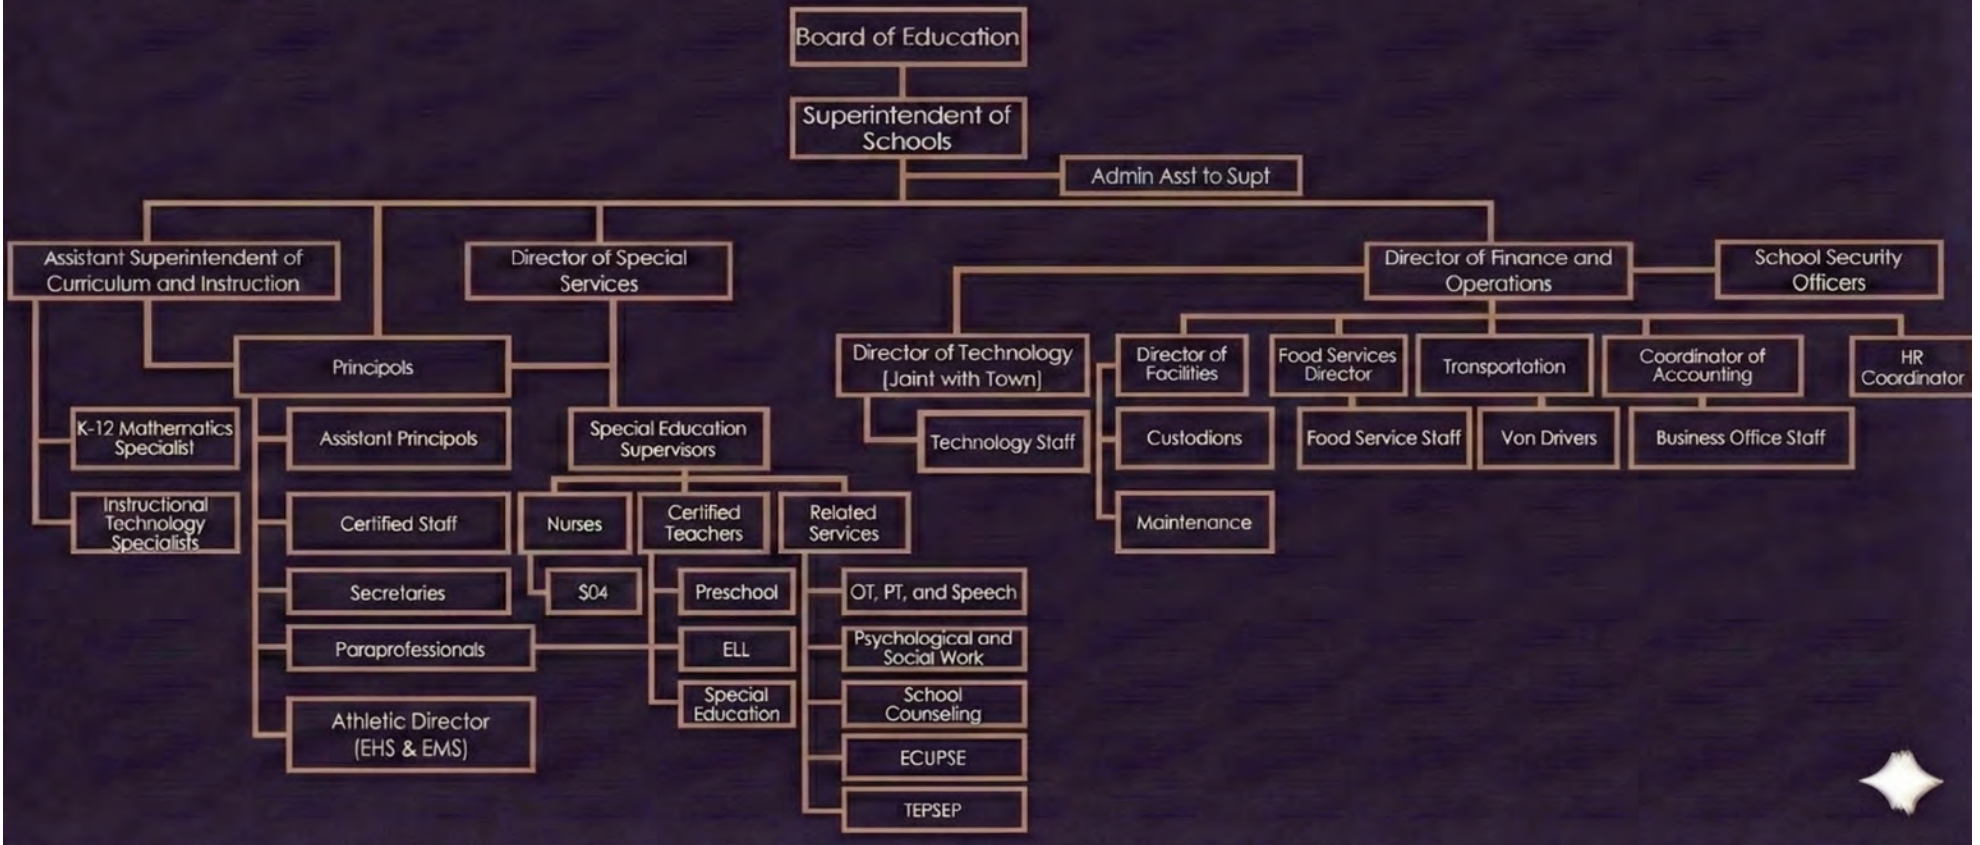 Board of Education
Superintendent of
Schools
Admin Asst to Supt
Assistant Superintendent of
Curriculum and Instruction
Director of Special
Services
Director of Finance and
Operations
School Security
Officers
Principols
Director of Technology
(Jaint with Town)
Director of
Facilities
Food Services
Director
Transportation
Coordinator of
Accounting
HR
Coordinator
K-12 Mathematics
Specialist
Assistant Principols
Special Education
Supervisors
Technology Staff
Custodions
Food Service Staff
Von Drivers
Business Office Staff
Instructional
Technology
Specialists
Certified Staff
Nurses
Certified
Teachers
Related
Services
Maintenance
Secretaries
$04
Preschool
OT, PT, and Speech
Paraprofessionals
ELL
Psychological and
Social Work
Special
Education
School
Counseling
Athletic Director
(EHS & EMS)
ECUPSE
TEPSEP